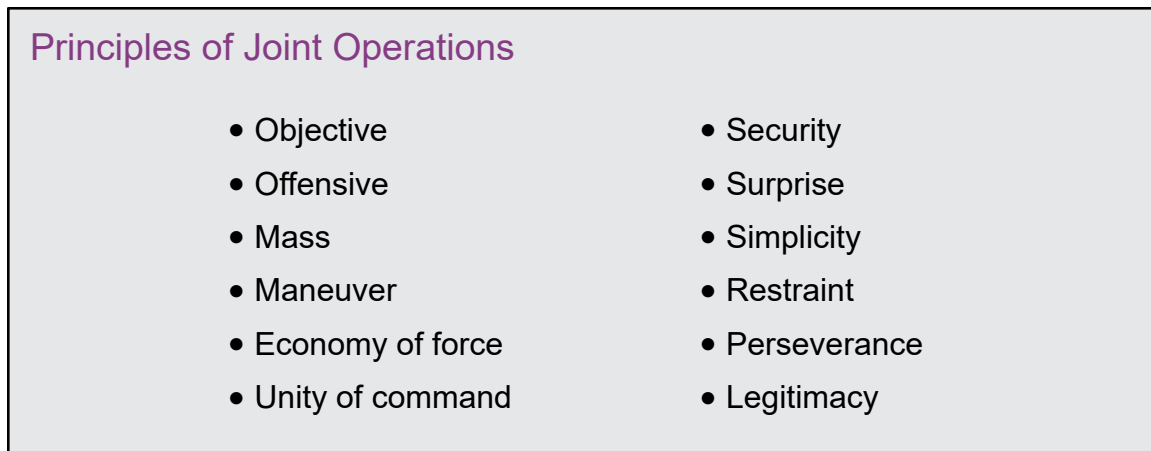 Principles of Joint Operations
• Objective
• Offensive
• Mass
• Maneuver
• Economy of force
• Unity of command
• Security
• Surprise
• Simplicity
• Restraint
• Perseverance
• Legitimacy